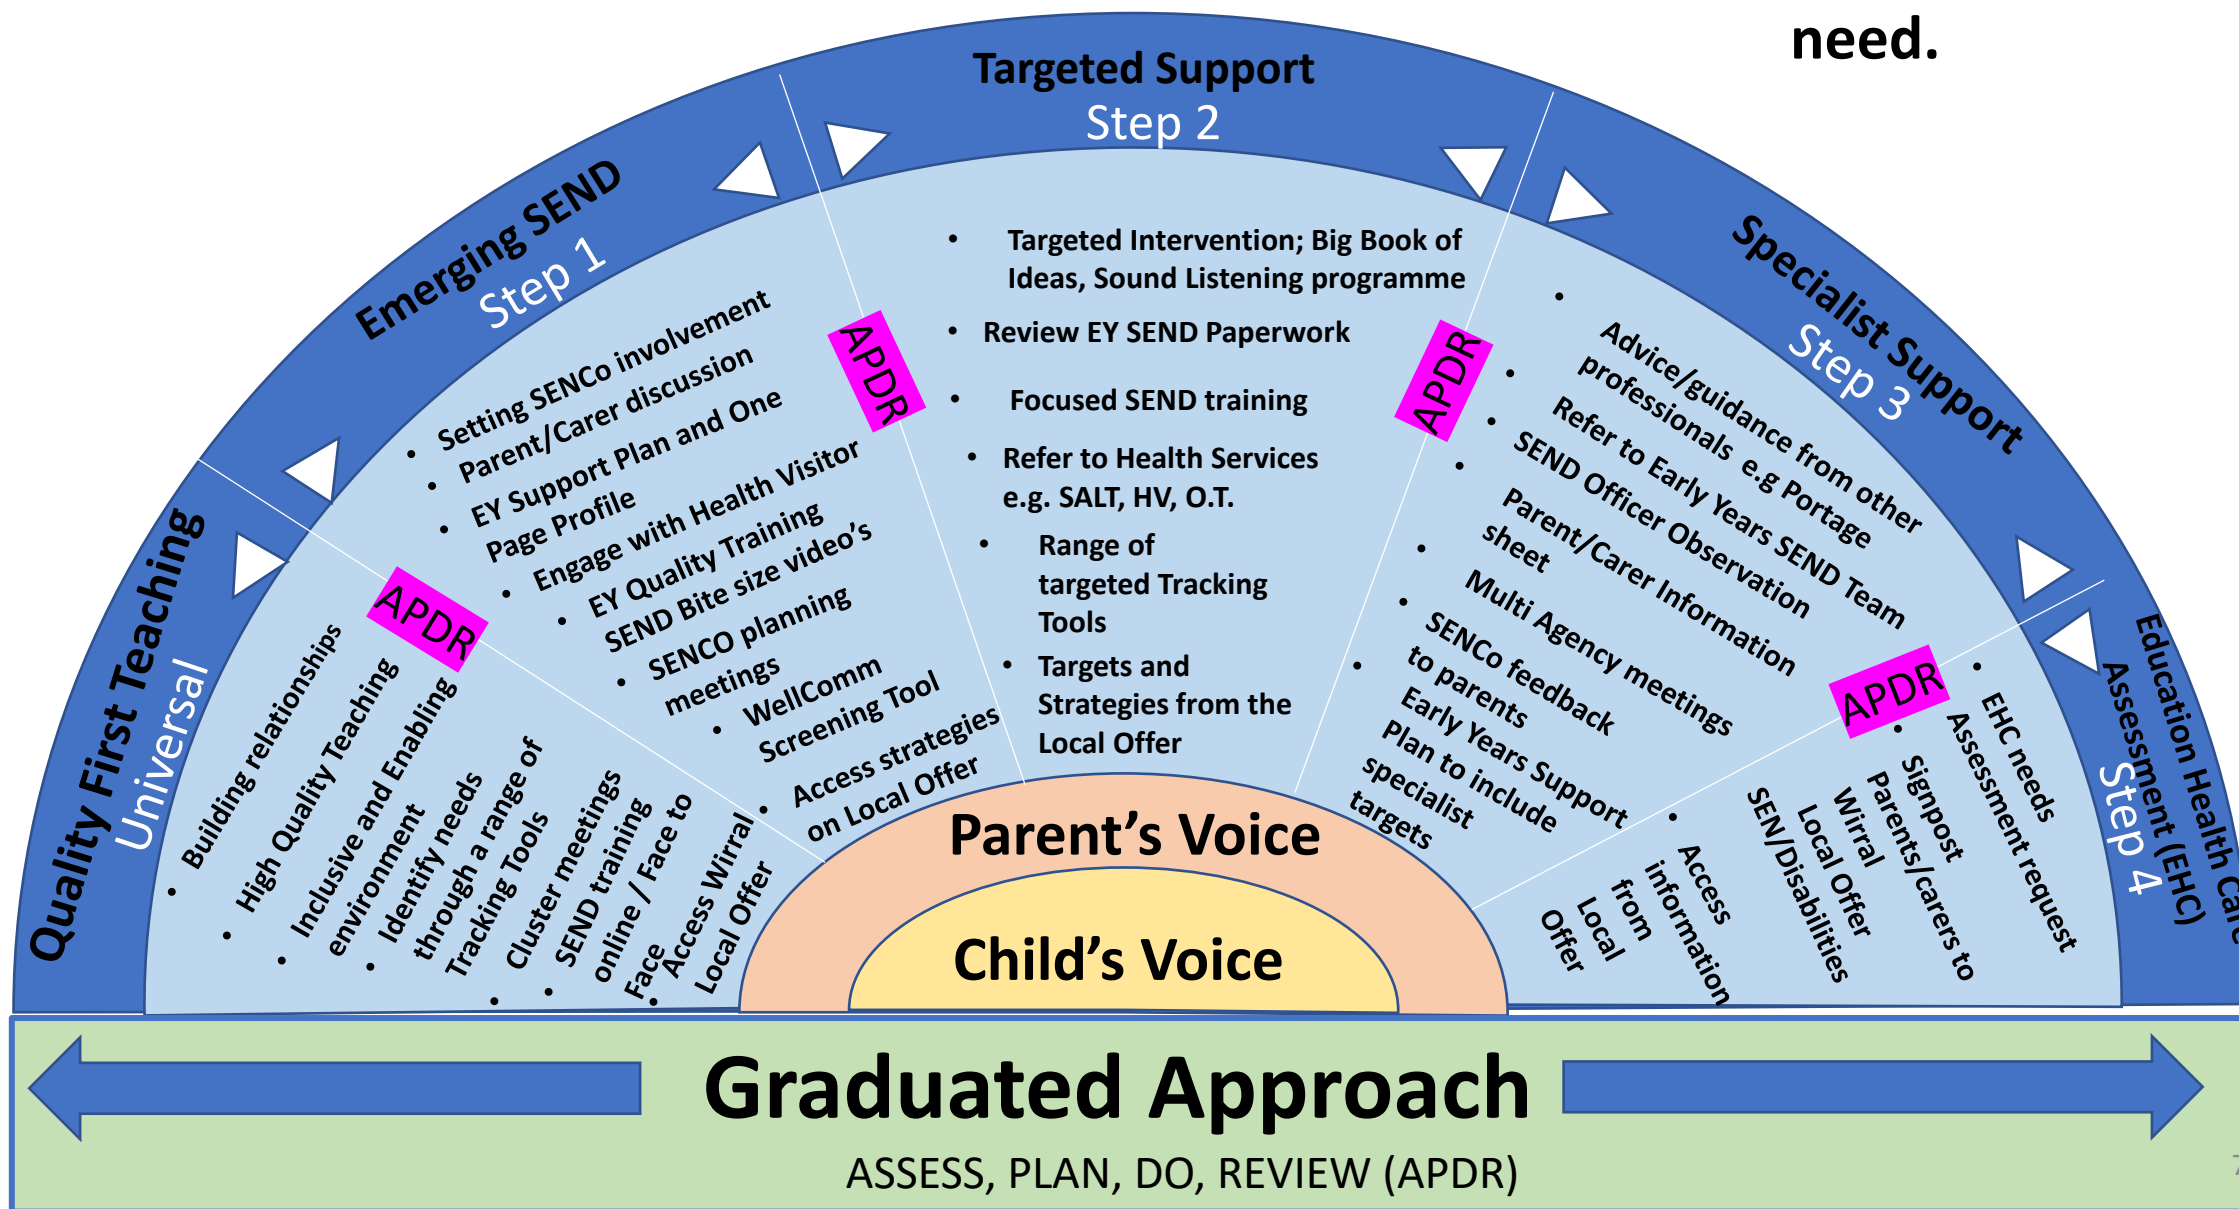 need.
Quality First Teaching
Universal
• Building relationships
• High Quality Teaching
• Inclusive and Enabling
environment
• Identify needs
through a range of
Tracking Tools
• Cluster meetings
• SEND training
online / Face to
Face
• Access Wirral
Local Offer
APDR
Emerging SEND
Step 1
• Setting SENCo involvement
• Parent/Carer discussion
• EY Support Plan and One
Page Profile
• Engage with Health Visitor
• EY Quality Training
SEND Bite size video's
• SENCO planning
meetings
• WellComm
Screening Tool
• Access strategies
on Local Offer
APDR
Targeted Support
Step 2
• Targeted Intervention; Big Book of
Ideas, Sound Listening programme
• Review EY SEND Paperwork
• Focused SEND training
• Refer to Health Services
e.g. SALT, HV, O.T.
• Range of
targeted Tracking
Tools
• Targets and
Strategies from the
Local Offer
APDR
Specialist Support
Step 3
• Advice/guidance from other
professionals e.g Portage
• Refer to Early Years SEND Team
• SEND Officer Observation
• Parent/Carer Information
sheet
• Multi Agency meetings
• SENCo feedback
to parents
• Early Years Support
Plan to include
specialist
targets
APDR
Education Health Care
Assessment (EHC)
Step 4
• EHC needs
Assessment request
• Signpost
Parents/carers to
Wirral
Local Offer
SEN/Disabilities
• Access
information
from
Local
Offer
Parent's Voice
Child's Voice
Graduated Approach
ASSESS, PLAN, DO, REVIEW (APDR)